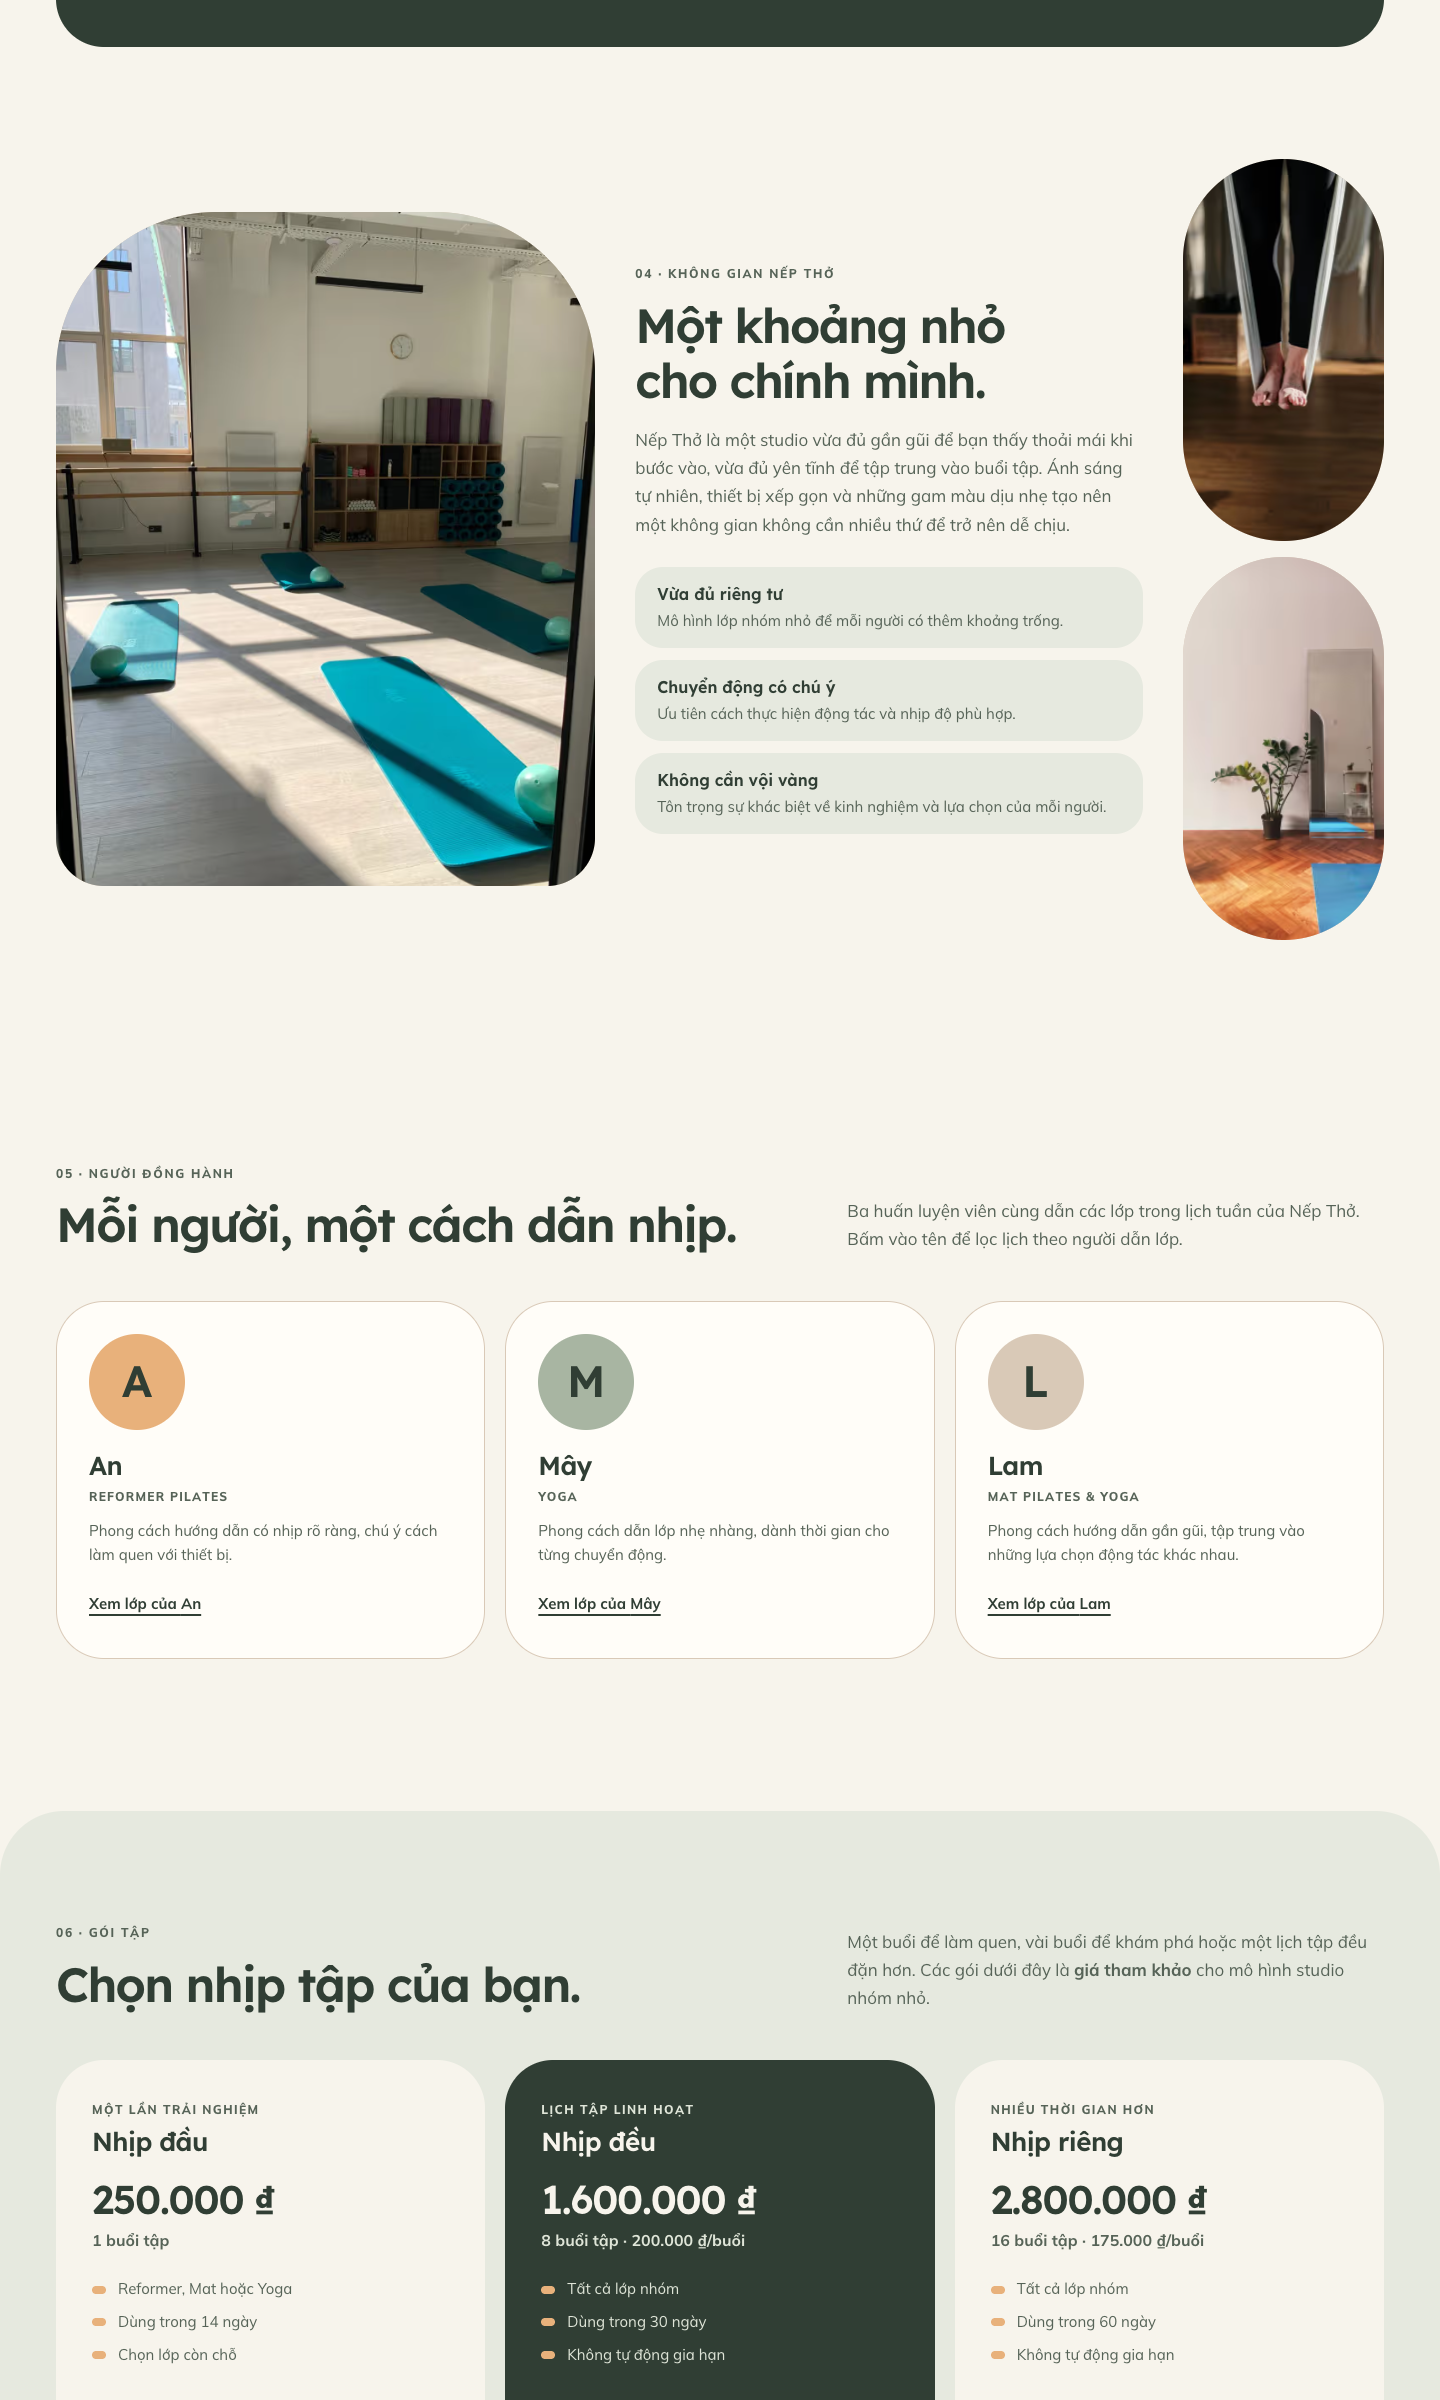 04 · KHÔNG GIAN NẾP THỞ
Một khoảng nhỏ
cho chính mình.
Nếp Thở là một studio vừa đủ gần gũi để bạn thấy thoải mái khi
bước vào, vừa đủ yên tĩnh để tập trung vào buổi tập. Ánh sáng
tự nhiên, thiết bị xếp gọn và những gam màu dịu nhẹ tạo nên
một không gian không cần nhiều thứ để trở nên dễ chịu.
Vừa đủ riêng tư
Mô hình lớp nhóm nhỏ để mỗi người có thêm khoảng trống.
Chuyển động có chú ý
Ưu tiên cách thực hiện động tác và nhịp độ phù hợp.
Không cần vội vàng
Tôn trọng sự khác biệt về kinh nghiệm và lựa chọn của mỗi người.
05 · NGƯỜI ĐỒNG HÀNH
Mỗi người, một cách dẫn nhịp.
Ba huấn luyện viên cùng dẫn các lớp trong lịch tuần của Nếp Thở.
Bấm vào tên để lọc lịch theo người dẫn lớp.
A
An
REFORMER PILATES
Phong cách hướng dẫn có nhịp rõ ràng, chú ý cách
làm quen với thiết bị.
Xem lớp của An
M
Mây
YOGA
Phong cách dẫn lớp nhẹ nhàng, dành thời gian cho
từng chuyển động.
Xem lớp của Mây
L
Lam
MAT PILATES & YOGA
Phong cách hướng dẫn gần gũi, tập trung vào
những lựa chọn động tác khác nhau.
Xem lớp của Lam
06 · GÓI TẬP
Chọn nhịp tập của bạn.
Một buổi để làm quen, vài buổi để khám phá hoặc một lịch tập đều
đặn hơn. Các gói dưới đây là giá tham khảo cho mô hình studio
nhóm nhỏ.
MỘT LẦN TRẢI NGHIỆM
Nhịp đầu
250.000 ₫
1 buổi tập
Reformer, Mat hoặc Yoga
Dùng trong 14 ngày
Chọn lớp còn chỗ
LỊCH TẬP LINH HOẠT
Nhịp đều
1.600.000 ₫
8 buổi tập · 200.000 ₫/buổi
Tất cả lớp nhóm
Dùng trong 30 ngày
Không tự động gia hạn
NHIỀU THỜI GIAN HƠN
Nhịp riêng
2.800.000 ₫
16 buổi tập · 175.000 ₫/buổi
Tất cả lớp nhóm
Dùng trong 60 ngày
Không tự động gia hạn